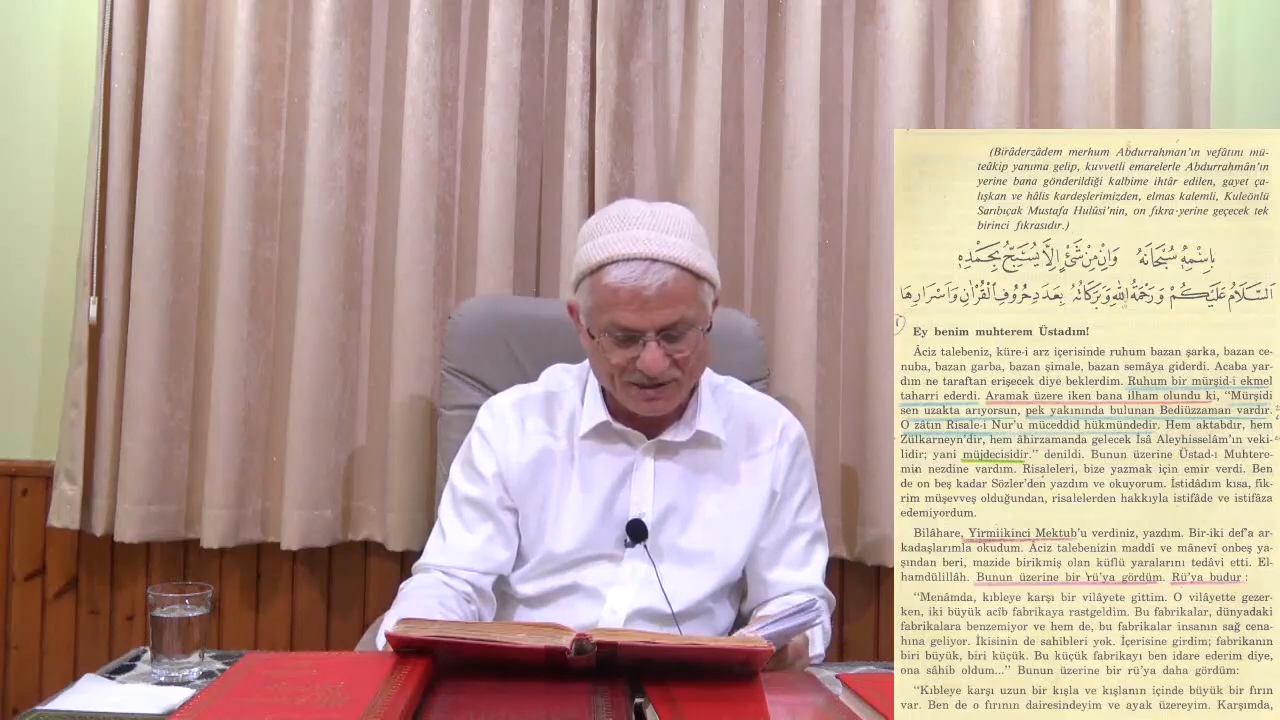 (Birâderzâdem merhum Abdurrahman'ın vefâtını mü-
teâkip yanıma gelip, kuvvetli emarelerle Abdurrahmân'ın
yerine bana gönderildiği kalbime ihtâr edilen, gayet ça-
lışkan ve hâlis kardeşlerimizden, elmas kalemli, Kuleönlü
Sarıbıçak Mustafa Hulûsi'nin, on fıkra yerine geçecek tek
birinci fıkrasıdır.)
بِاسْمِهِ سُبْحَانَهُ وَاِنْ مِنْ شَىْءٍ اِلَّا يُسَبِّحُ بِحَمْدِهِ
اَلسَّلَامُ عَلَيْكُمْ وَرَحْمَةُ اللّٰهِ وَبَرَكَاتُهُ بِعَدَدِ حُرُوفِ الْقُرْاٰنِ وَاَسْرَارِهَا
Ey benim muhterem Üstadım!
Âciz talebeniz, küre-i arz içerisinde ruhum bazan şarka, bazan ce-
nuba, bazan garba, bazan şimale, bazan semâya giderdi. Acaba yar-
dım ne taraftan erişecek diye beklerdim. Ruhum bir mürşid-i ekmel
taharri ederdi. Aramak üzere iken bana ilham olundu ki, "Mürşidi
sen uzakta arıyorsun, pek yakınında bulunan Bediüzzaman vardır.
O zâtın Risale-i Nur'u müceddid hükmündedir. Hem aktabdır, hem
Zülkarneyn'dir, hem âhirzamanda gelecek Îsâ Aleyhisselâm'ın veki-
lidir; yani müjdecisidir." denildi. Bunun üzerine Üstad-ı Muhtere-
min nezdine vardım. Risaleleri, bize yazmak için emir verdi. Ben
de on beş kadar Sözler'den yazdım ve okuyorum. İstidâdım kısa, fik-
rim müşevveş olduğundan, risalelerden hakkıyla istifâde ve istifâza
edemiyordum.
Bilâhare, Yirmiikinci Mektub'u verdiniz, yazdım. Bir-iki def'a ar-
kadaşlarımla okudum. Âciz talebenizin maddî ve mânevî onbeş ya-
şından beri, mazide birikmiş olan küflü yaralarını tedâvi etti. El-
hamdülillâh. Bunun üzerine bir rü'ya gördüm. Rü'ya budur :
"Menâmda, kıbleye karşı bir vilâyete gittim. O vilâyette gezer-
ken, iki büyük acîb fabrikaya rastgeldim. Bu fabrikalar, dünyadaki
fabrikalara benzemiyor ve hem de, bu fabrikalar insanın sağ cena-
hına geliyor. İkisinin de sahibleri yok. İçerisine girdim; fabrikanın
biri büyük, biri küçük. Bu küçük fabrikayı ben idare ederim diye,
ona sâhib oldum..." Bunun üzerine bir rü'ya daha gördüm:
"Kıbleye karşı uzun bir kışla ve kışlanın içinde büyük bir fırın
var. Ben de o fırının dairesindeyim ve ayak üzereyim. Karşımda,